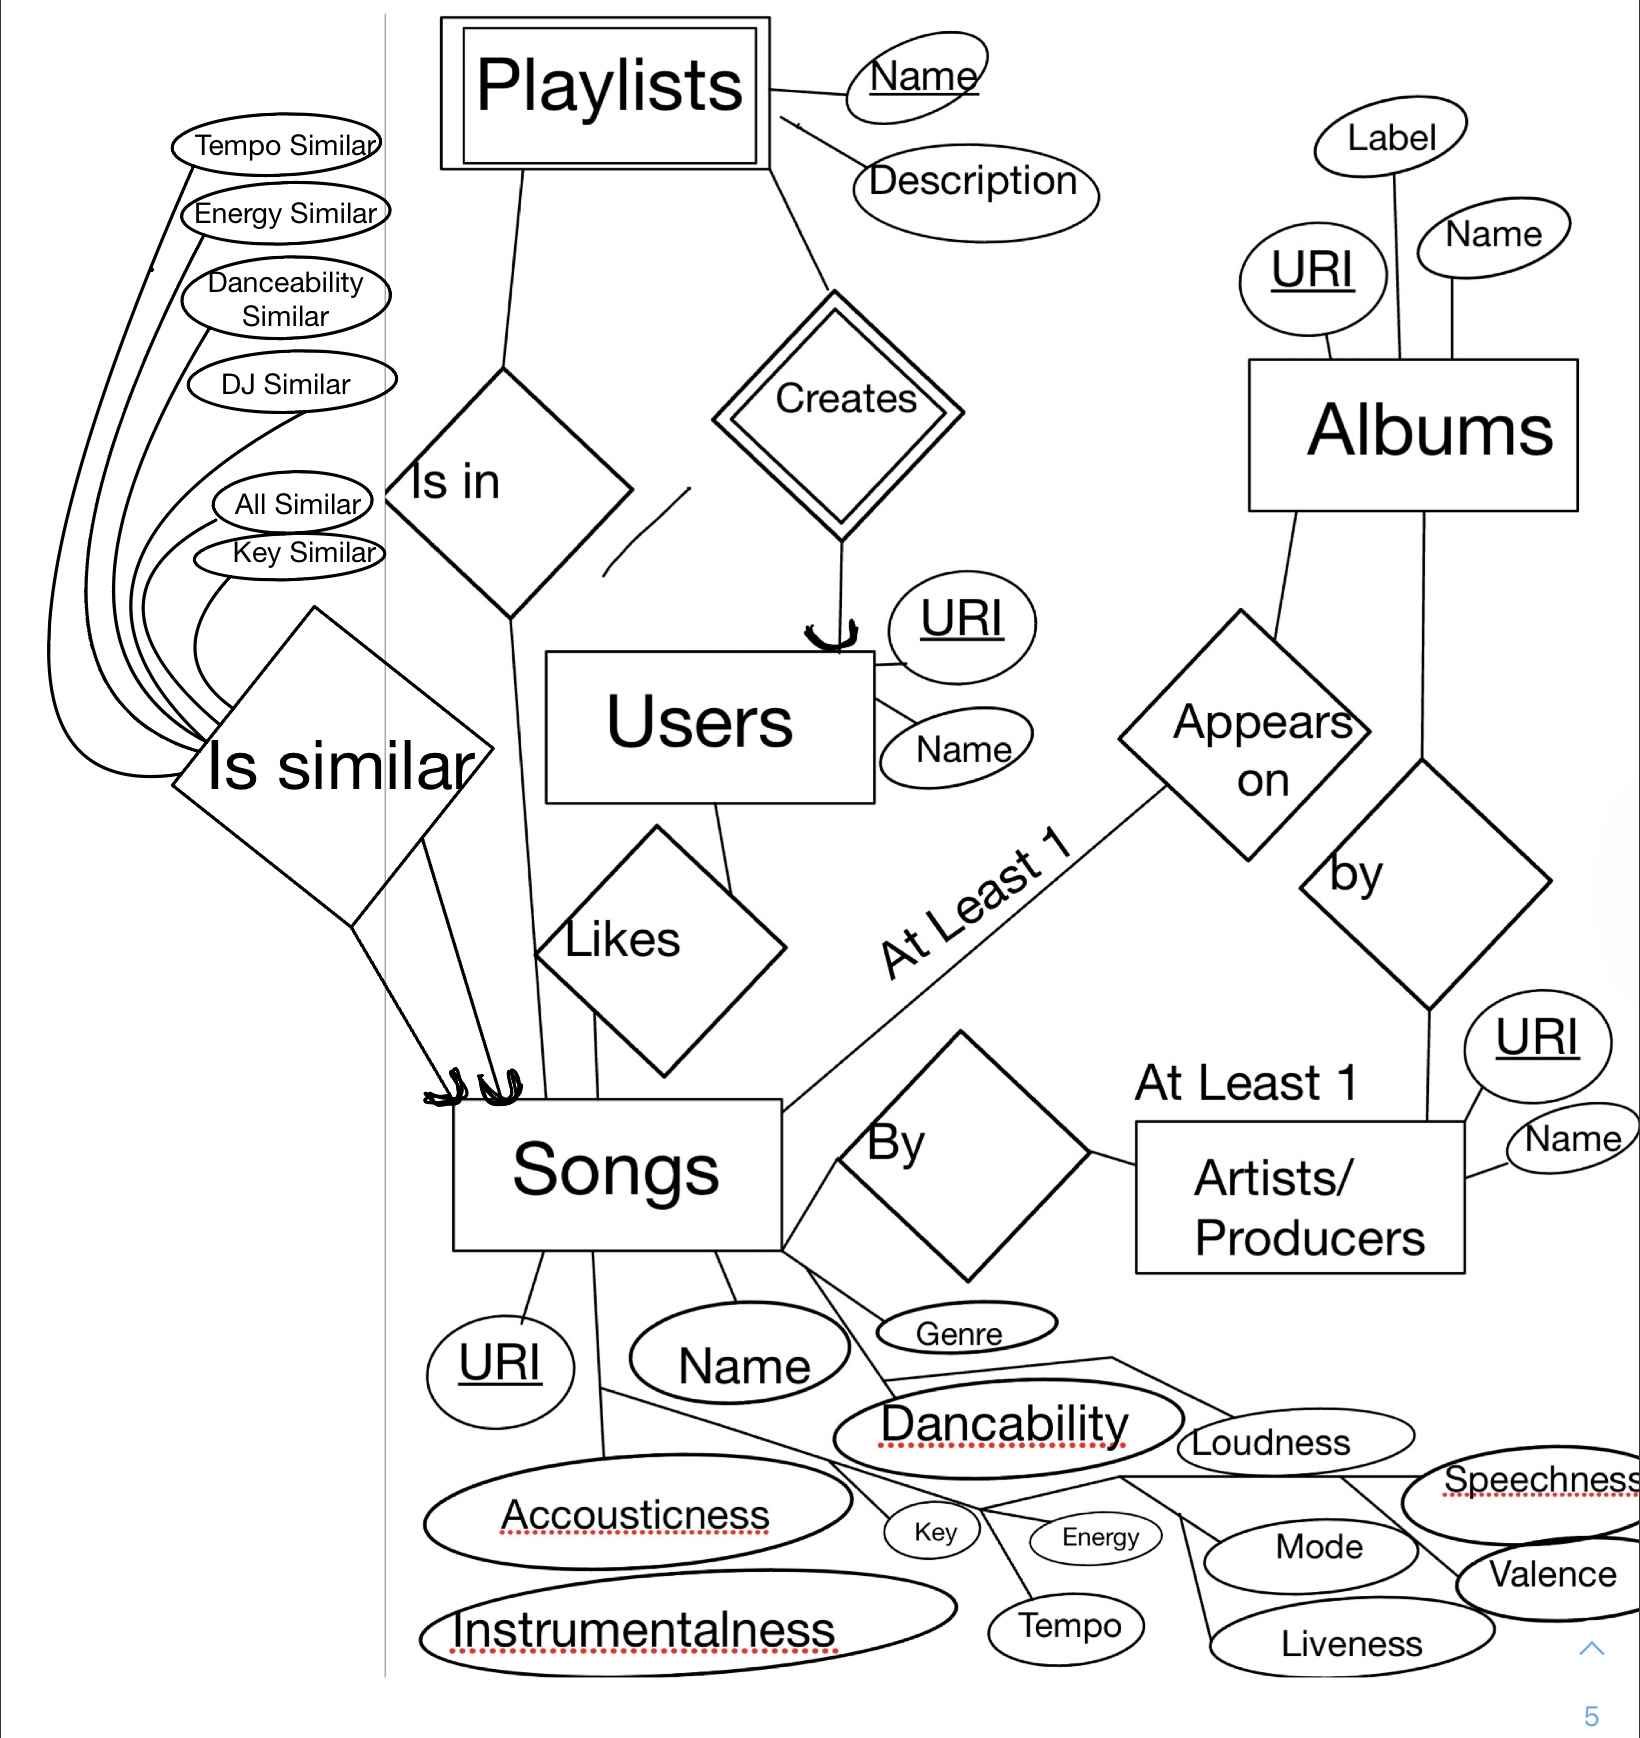 Playlists
Name
Description
Label
URI
Name
Albums
Tempo Similar
Energy Similar
Danceability
Similar
DJ Similar
All Similar
Key Similar
Is similar
Is in
Creates
URI
Name
Users
Likes
Appears
on
by
At Least 1
At Least 1
URI
Name
Songs
By
Artists/
Producers
URI
Name
Genre
Dancability
Loudness
Speechness
Accousticness
Key
Energy
Mode
Valence
Instrumentalness
Tempo
Liveness
5